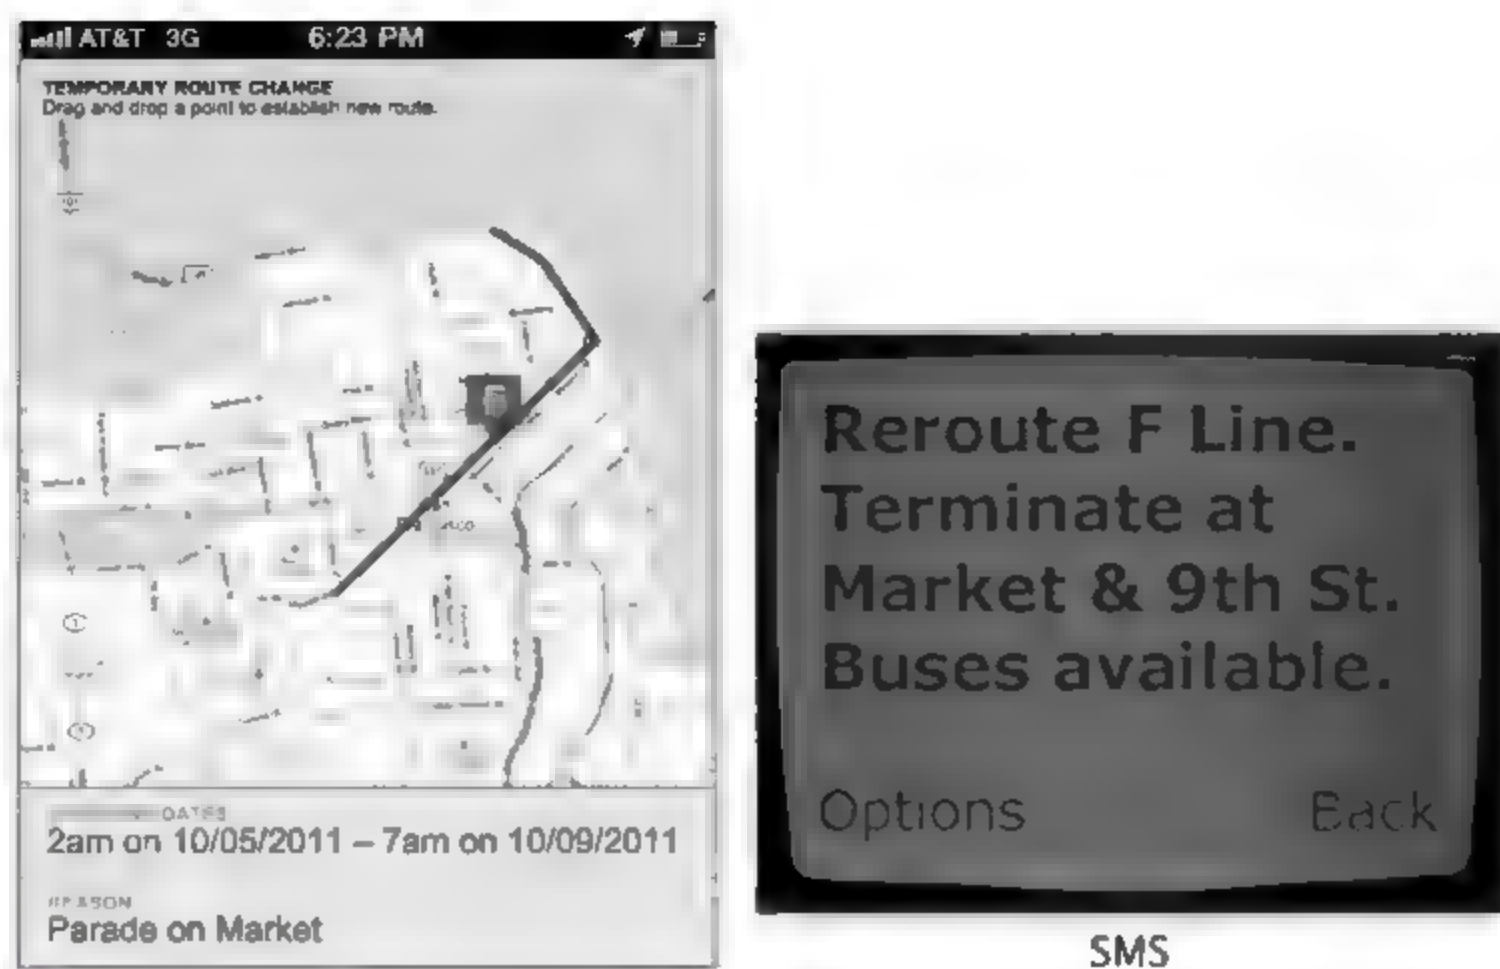 AT&T 3G 6:23 PM
TEMPORARY ROUTE CHANGE
Drag and drop a point to establish new route.
DATES
2am on 10/05/2011 – 7am on 10/09/2011
REASON
Parade on Market
Reroute F Line.
Terminate at
Market & 9th St.
Buses available.
Options Back
SMS